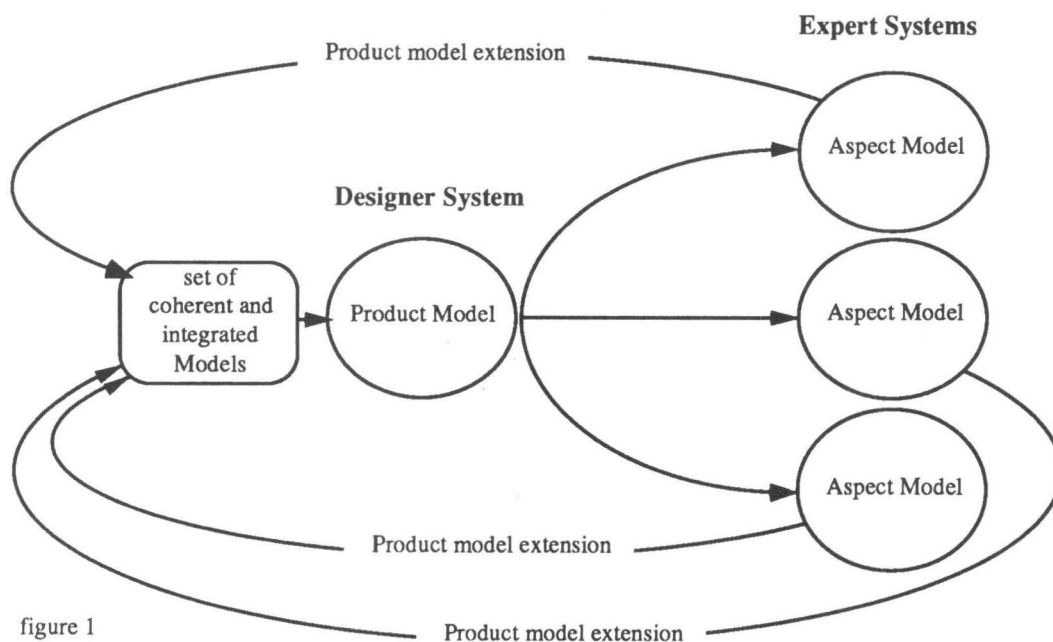 Expert Systems
Product model extension
Aspect Model
Designer System
set of
coherent and
integrated
Models
Product Model
Aspect Model
Aspect Model
Product model extension
figure 1
Product model extension